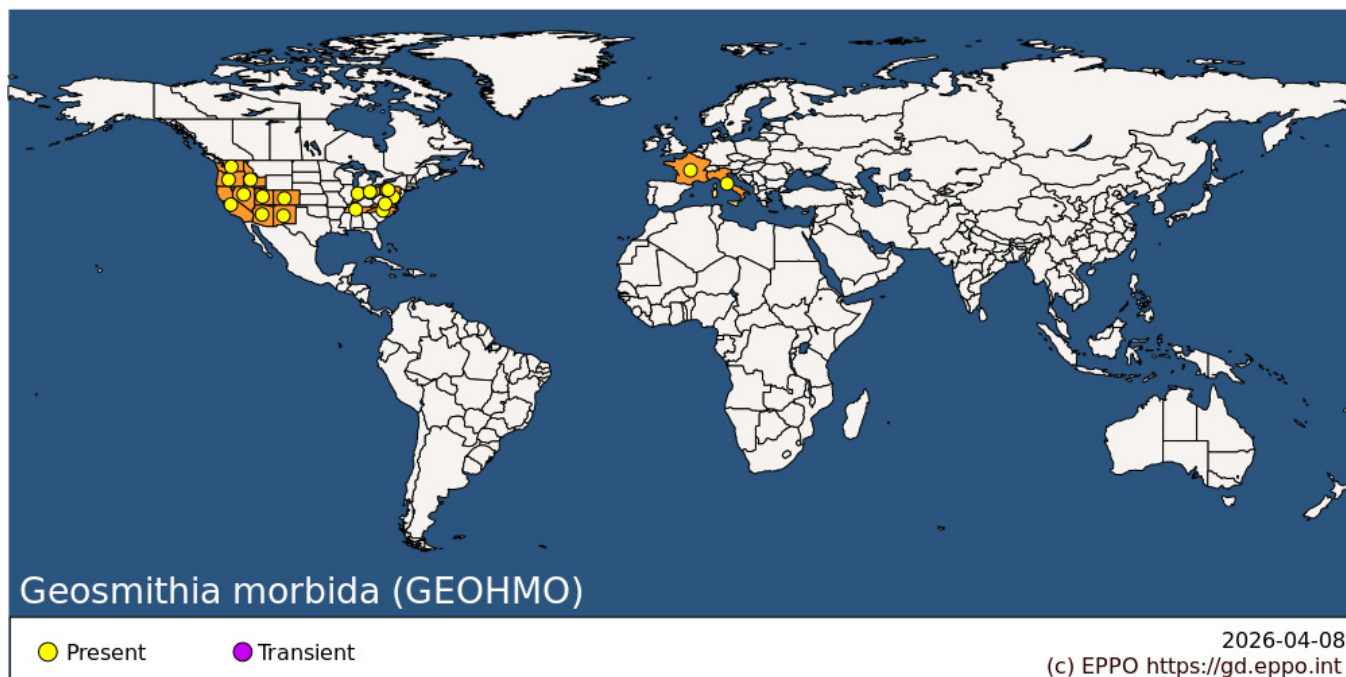 Geosmithia morbida (GEOHMO)
Present
Transient
2026-04-08
(c) EPPO https://gd.eppo.int